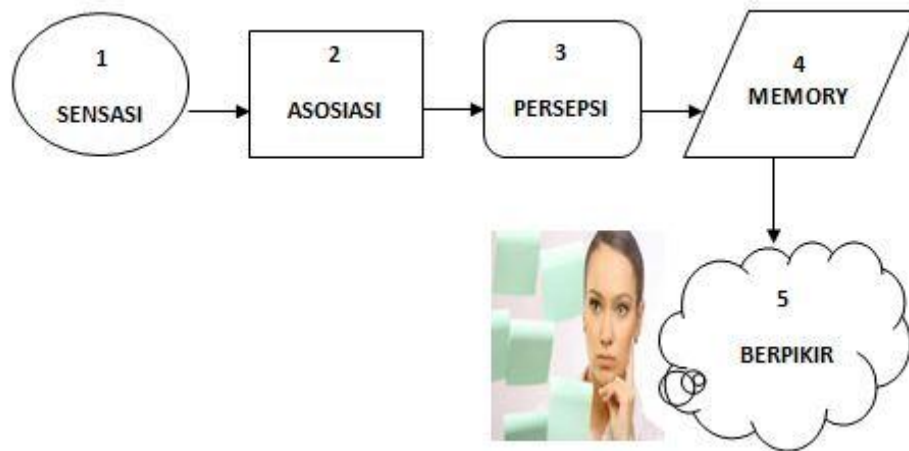 1
SENSASI
2
ASOSIASI
3
PERSEPSI
4
MEMORY
5
BERPIKIR